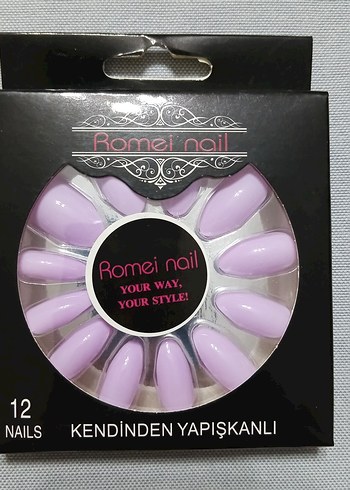 Romei nail
Romei nail
YOUR WAY,
YOUR STYLE!
12
NAILS
KENDİNDEN YAPIŞKANLI